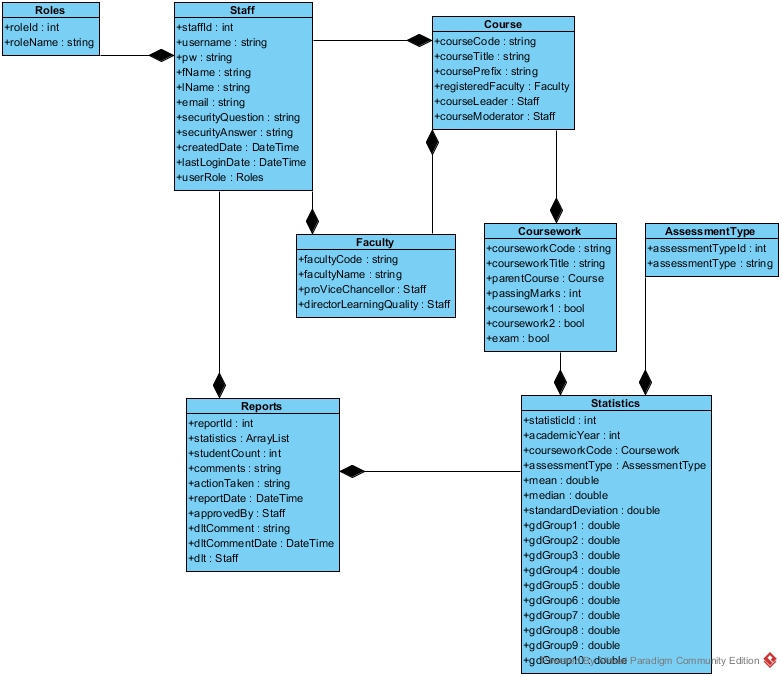 Roles
+roleId : int
+roleName : string
Staff
+staffId : int
+username : string
+pw : string
+fName : string
+lName : string
+email : string
+securityQuestion : string
+securityAnswer : string
+createdDate : DateTime
+lastLoginDate : DateTime
+userRole : Roles
Course
+courseCode : string
+courseTitle : string
+coursePrefix : string
+registeredFaculty : Faculty
+courseLeader : Staff
+courseModerator : Staff
Faculty
+facultyCode : string
+facultyName : string
+proViceChancellor : Staff
+directorLearningQuality : Staff
Coursework
+courseworkCode : string
+courseworkTitle : string
+parentCourse : Course
+passingMarks : int
+coursework1 : bool
+coursework2 : bool
+exam : bool
AssessmentType
+assessmentTypeId : int
+assessmentType : string
Reports
+reportId : int
+statistics : ArrayList
+studentCount : int
+comments : string
+actionTaken : string
+reportDate : DateTime
+approvedBy : Staff
+dltComment : string
+dltCommentDate : DateTime
+dlt : Staff
Statistics
+statisticId : int
+academicYear : int
+courseworkCode : Coursework
+assessmentType : AssessmentType
+mean : double
+median : double
+standardDeviation : double
+gdGroup1 : double
+gdGroup2 : double
+gdGroup3 : double
+gdGroup4 : double
+gdGroup5 : double
+gdGroup6 : double
+gdGroup7 : double
+gdGroup8 : double
+gdGroup9 : double
+gdGroup10 : double
Paradigm Community Edition